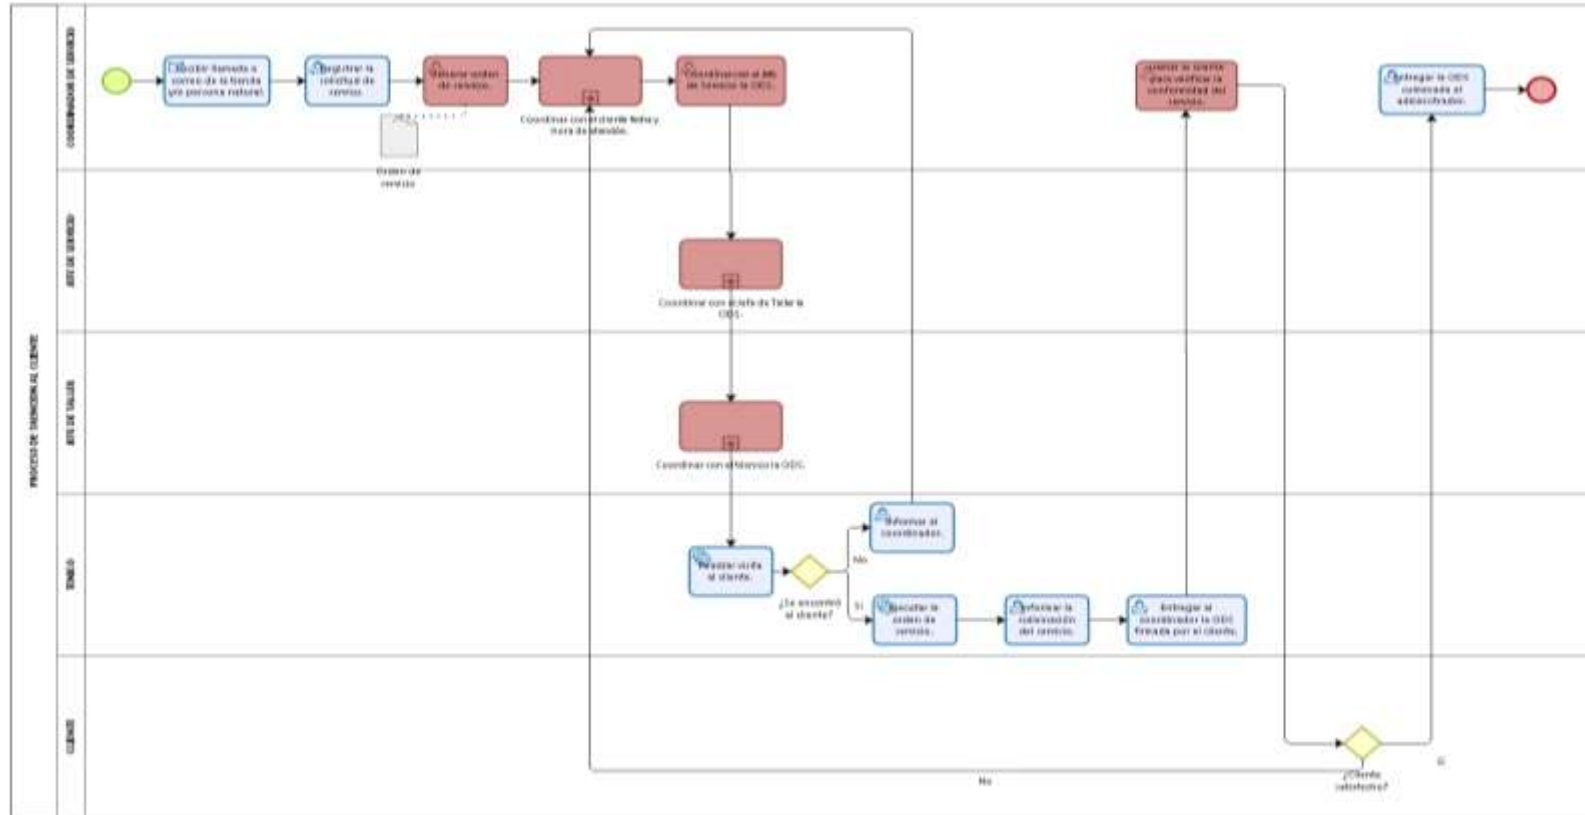 PROCESO DE CLIENTE
COORDINADOR DE SERVICIO
JEFE DE SERVICIO
JEFE DE TALLER
CLIENTE
Recibir llamada o
correo de la tienda
y/o persona natural.
Registrar la
solicitud de
servicio.
Generar orden
de servicio.
Orden de
servicio
Coordinar con el cliente fecha y
hora de atención.
Coordinar con el
de Servicio la ODS.
Coordinar con el Jefe de Taller la
ODS.
Coordinar con el técnico la ODS.
Realizar visita
al cliente.
¿Se encontró
al cliente?
No
Si
Informar al
coordinador.
Ejecutar la
orden de
servicio.
Informar la
culminación
del servicio.
Entregar al
coordinador la ODS
firmada por el cliente.
Llamar al cliente
para verificar la
conformidad del
servicio.
¿Cliente
satisfecho?
No
Si
Entregar la ODS
culminada al
administrador.